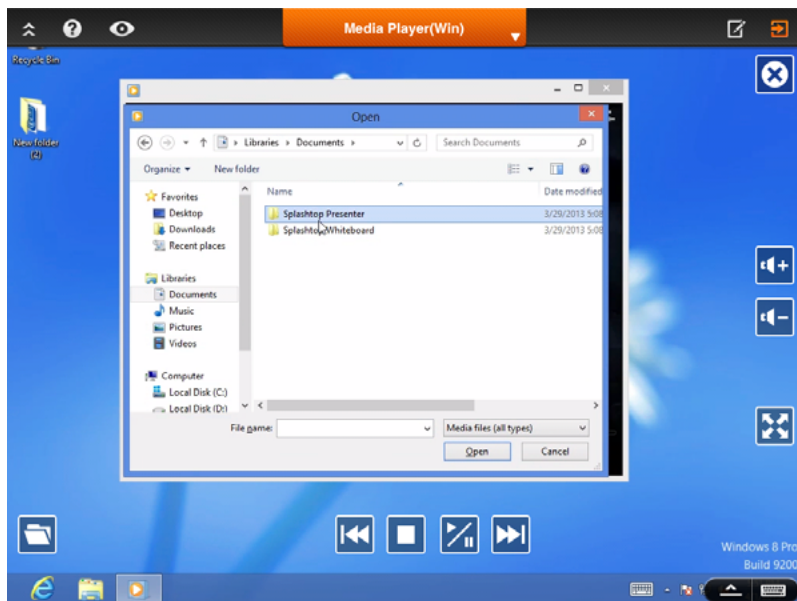 Media Player(Win)
Recycle Bin
New folder
(2)
Open
Libraries
Documents
Search Documents
Organize
New folder
Name
Date modified
Favorites
Desktop
Downloads
Recent places
Splashtop Presenter
3/29/2013 5:08
Splashtop Whiteboard
3/29/2013 5:08
Libraries
Documents
Music
Pictures
Videos
Computer
Local Disk (C:)
Local Disk (D:)
File name:
Media files (all types)
Open
Cancel
Windows 8 Pro
Build 9200